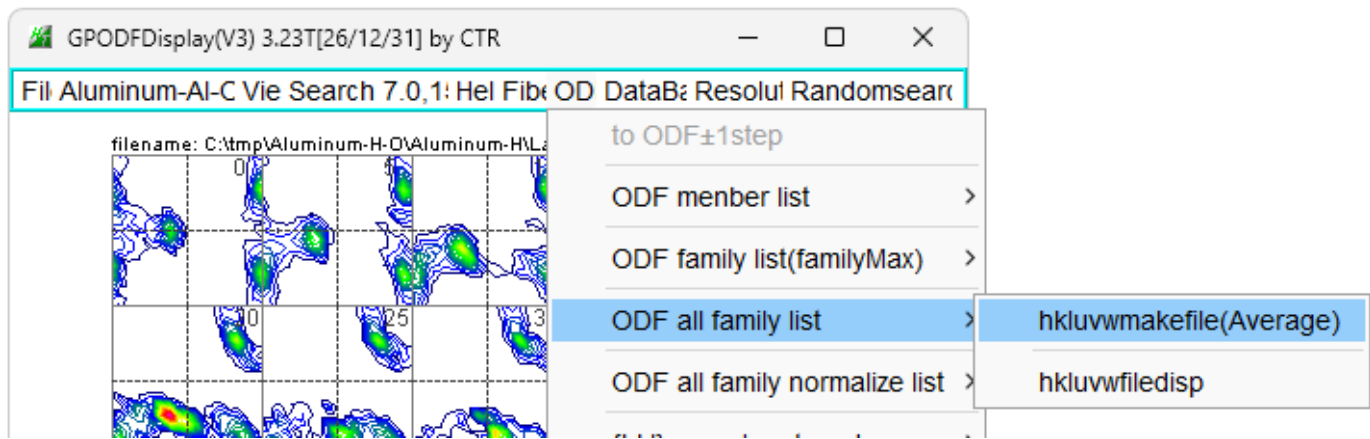 GPODFDisplay(V3) 3.23T[26/12/31] by CTR
Fil Aluminum-Al-C Vie Search 7.0,1 Hel Fibe OD DataBa Resolut Randomsearc
filename: C:\tmp\Aluminum-H-O\Aluminum-H\La
to ODF±1step
0
ODF menber list
ODF family list(familyMax)
ODF all family list
hkluvwmakefile(Average)
25
3
ODF all family normalize list
hkluvwfiledisp